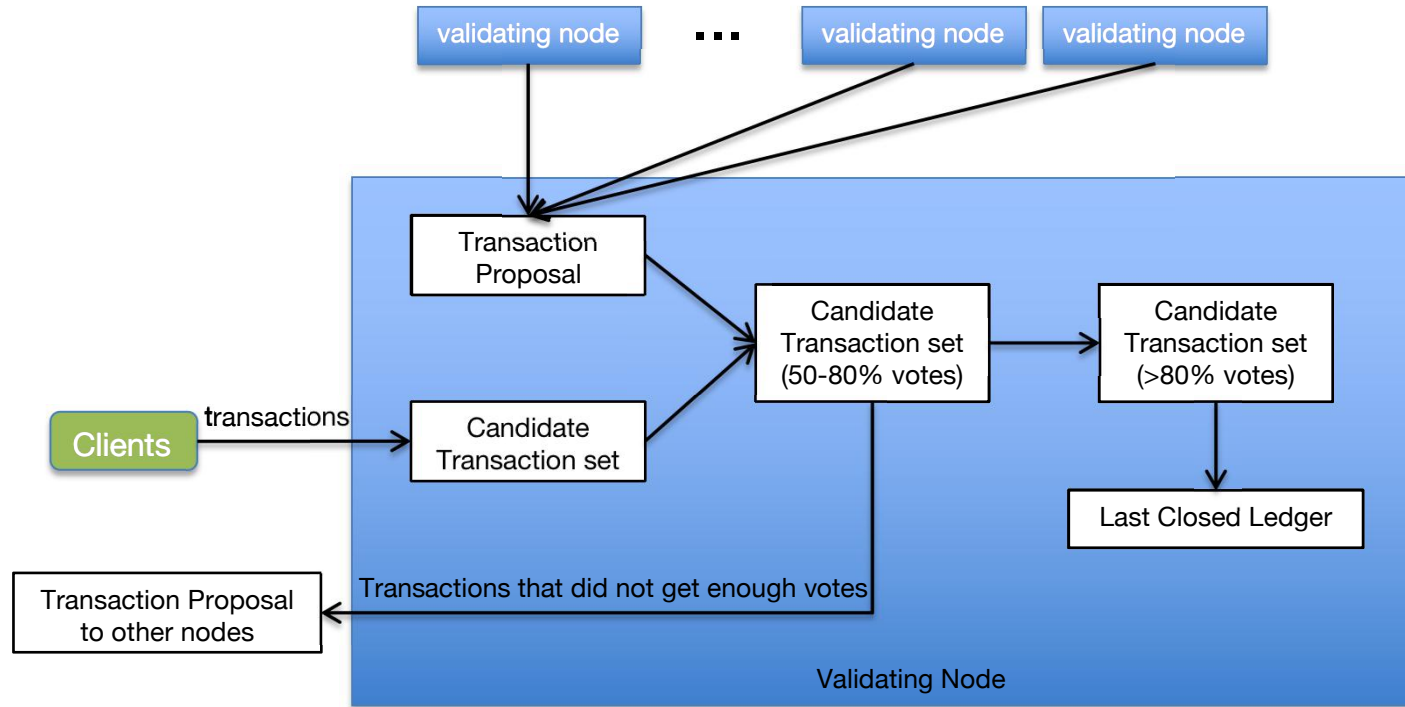 validating node
...
validating node
validating node
Transaction
Proposal
Candidate
Transaction set
(50-80% votes)
Candidate
Transaction set
(>80% votes)
Clients
transactions
Candidate
Transaction set
Last Closed Ledger
Transactions that did not get enough votes
Transaction Proposal
to other nodes
Validating Node